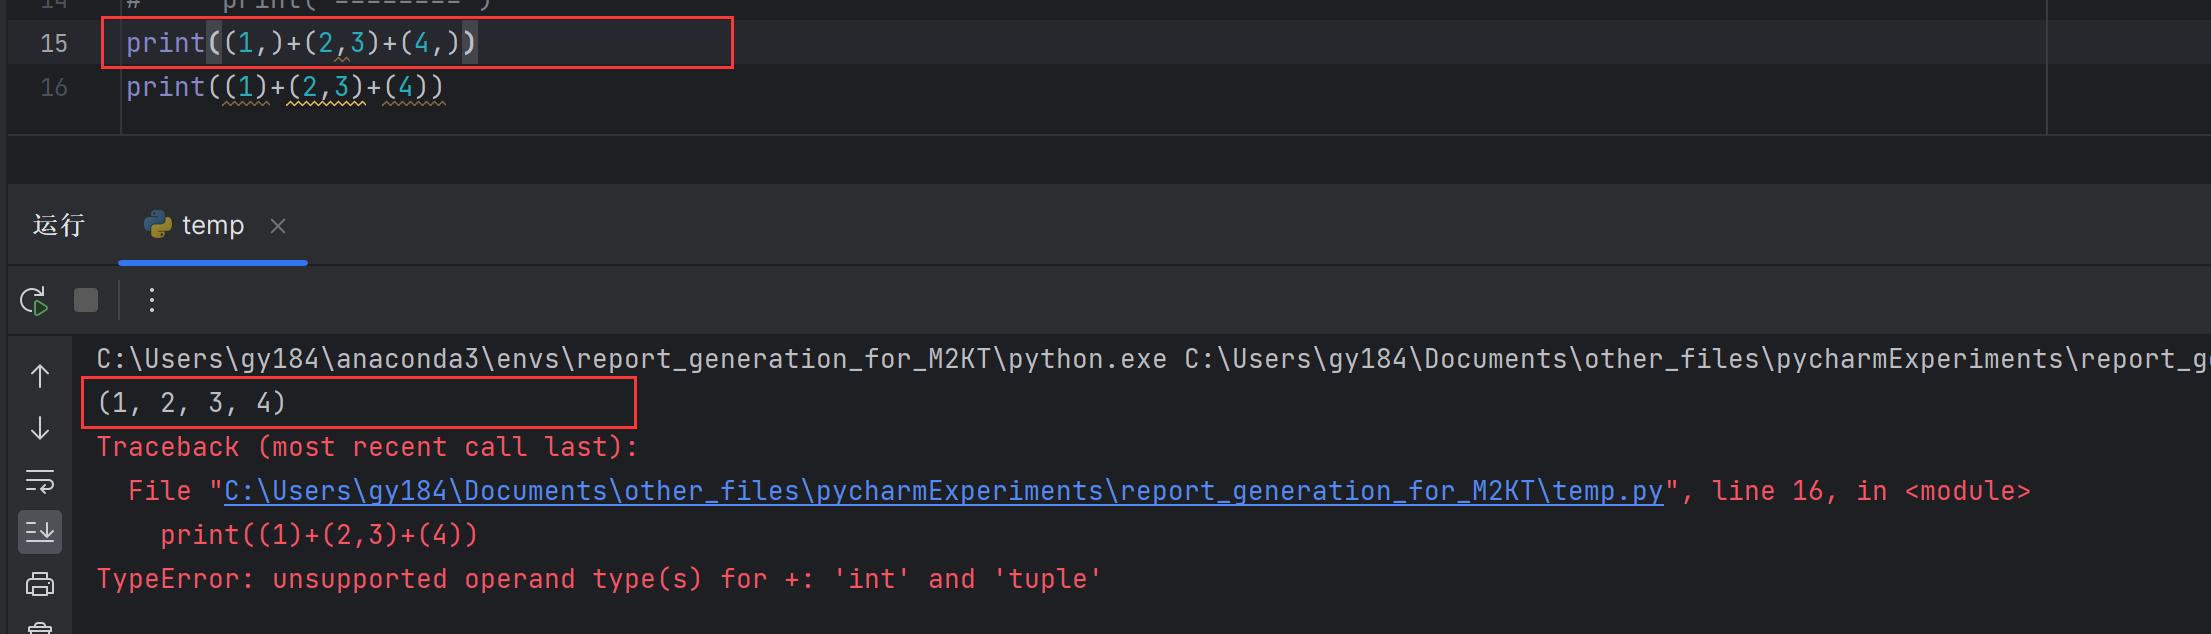 14 # print('========')
15 print((1,)+(2,3)+(4,))
16 print((1)+(2,3)+(4))
运行 temp
C:\Users\gy184\anaconda3\envs\report_generation_for_M2KT\python.exe C:\Users\gy184\Documents\other_files\pycharmExperiments\report_ge
(1, 2, 3, 4)
Traceback (most recent call last):
File "C:\Users\gy184\Documents\other_files\pycharmExperiments\report_generation_for_M2KT\temp.py", line 16, in <module>
print((1)+(2,3)+(4))
TypeError: unsupported operand type(s) for +: 'int' and 'tuple'